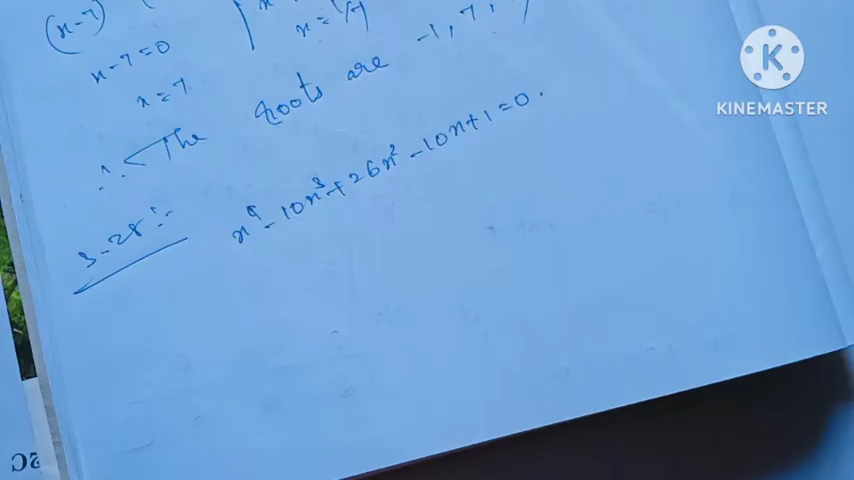 (x-7)
x-7=0
x=7
x=1/7
∴ The roots are -1, 7,
3-28:-
x⁴-10x³+26x²-10x+1=0.
K
KINEMASTER
2C